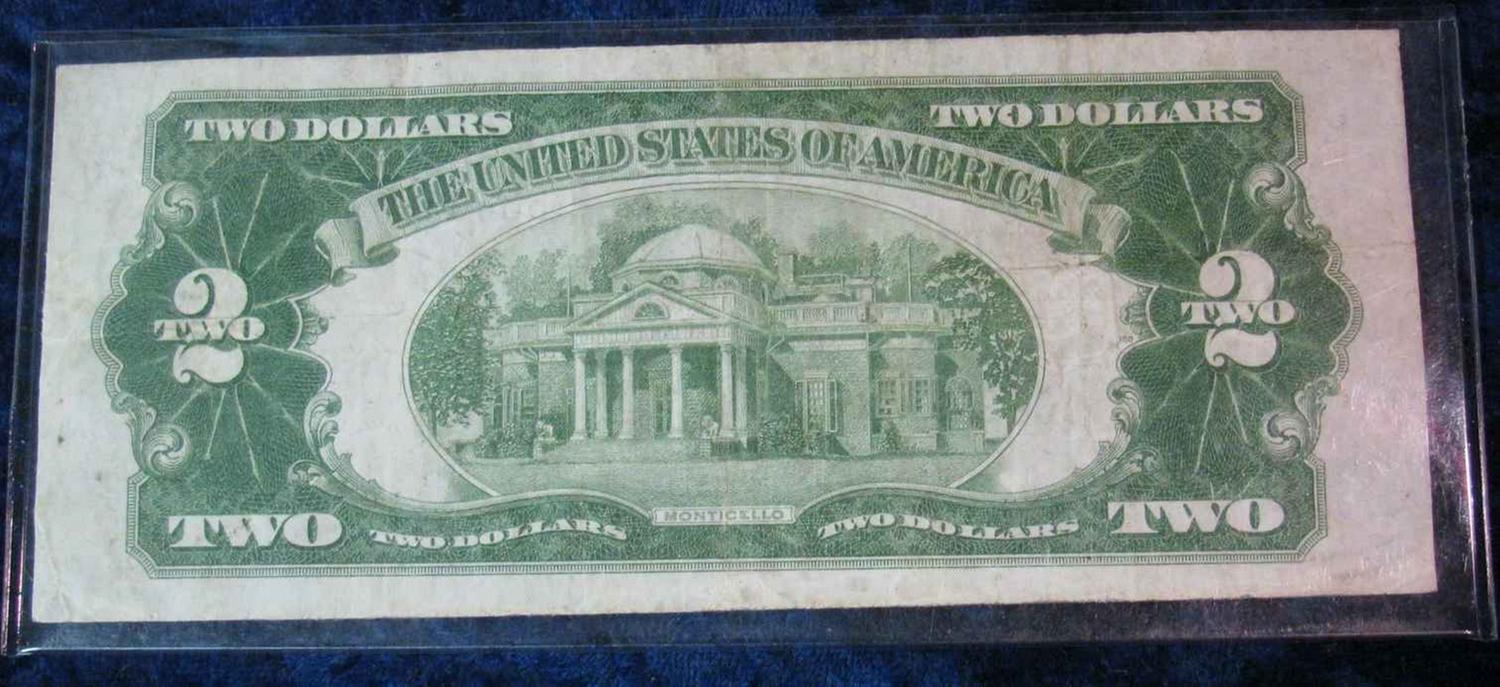 TWO DOLLARS
TWO DOLLARS
THE UNITED STATES OF AMERICA
2
TWO
2
TWO
TWO
TWO DOLLARS
MONTICELLO
TWO DOLLARS
TWO